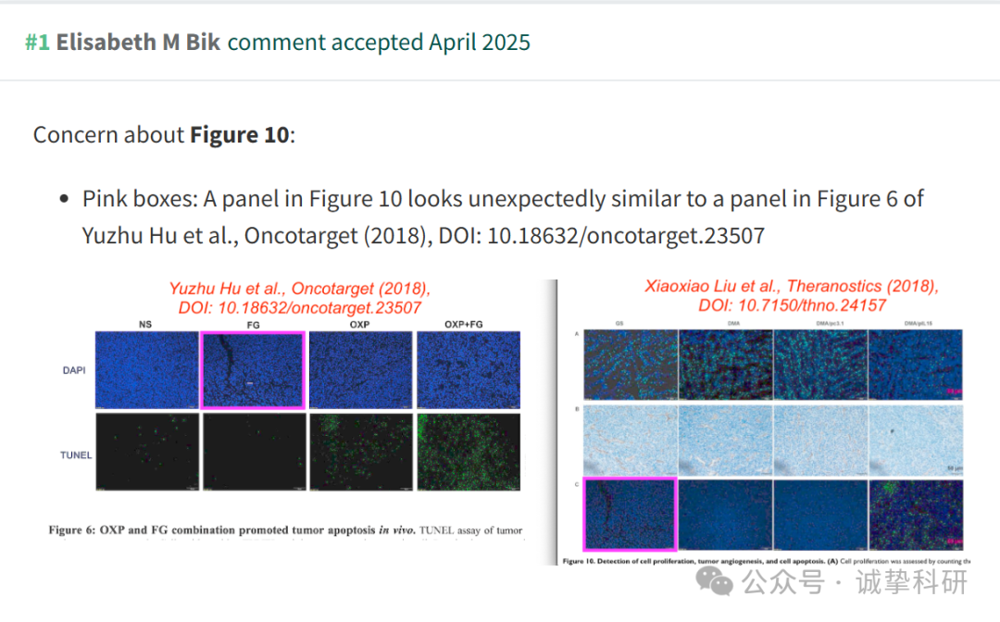 #1 Elisabeth M Bik comment accepted April 2025
Concern about Figure 10:
• Pink boxes: A panel in Figure 10 looks unexpectedly similar to a panel in Figure 6 of
Yuzhu Hu et al., Oncotarget (2018), DOI: 10.18632/oncotarget.23507
Yuzhu Hu et al., Oncotarget (2018),
DOI: 10.18632/oncotarget.23507
NS FG OXP OXP+FG
DAPI
TUNEL
Figure 6: OXP and FG combination promoted tumor apoptosis in vivo. TUNEL assay of tumor
Xiaoxiao Liu et al., Theranostics (2018),
DOI: 10.7150/thno.24157
GS DMA DMA/pc3.1 DMA/pIL15
A
B
C
Figure 10. Detection of cell proliferation, tumor angiogenesis, and cell apoptosis. (A) Cell proliferation was assessed by counting the
公众号 · 诚挚科研